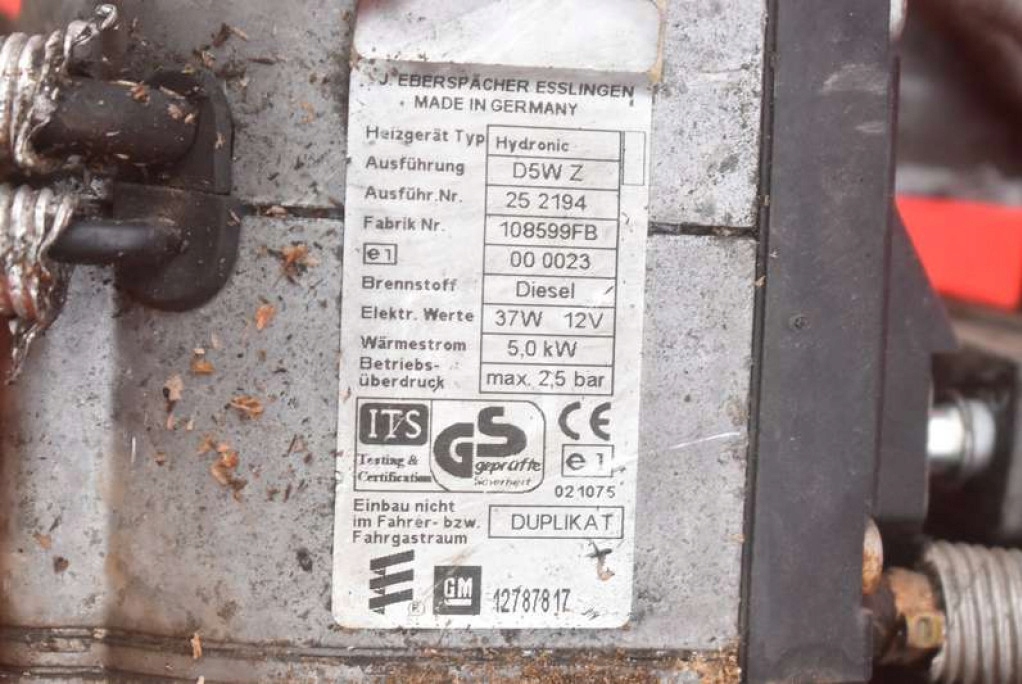 J. EBERSPÄCHER ESSLINGEN
MADE IN GERMANY
Heizgerät Typ Hydronic
Ausführung D5W Z
Ausführ.Nr. 25 2194
Fabrik Nr. 108599FB
e1 00 0023
Brennstoff Diesel
Elektr. Werte 37W 12V
Wärmestrom 5,0 kW
Betriebs-
überdruck max. 2,5 bar
ITS
Testing &
Certification
GS
geprüfte
Sicherheit
CE
e1
021075
Einbau nicht
im Fahrer- bzw.
Fahrgastraum
DUPLIKAT
®
GM
12787817